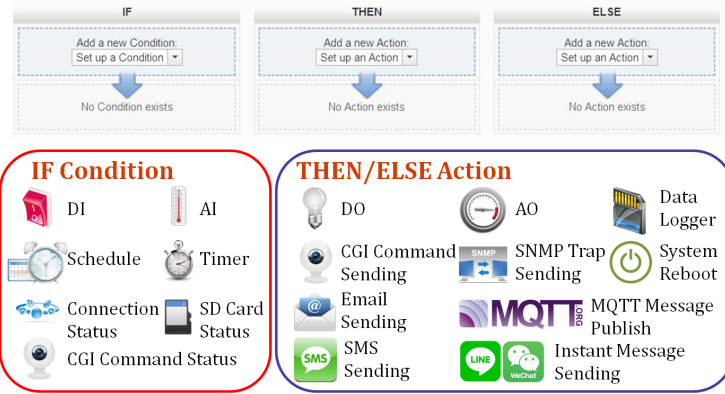 IF
THEN
ELSE
Add a new Condition:
Set up a Condition
Add a new Action:
Set up an Action
Add a new Action:
Set up an Action
No Condition exists
No Action exists
No Action exists
IF Condition
DI
AI
Schedule
Timer
Connection
Status
SD Card
Status
CGI Command Status
THEN/ELSE Action
DO
AO
Data
Logger
CGI Command
Sending
SNMP
SNMP Trap
Sending
System
Reboot
Email
Sending
MQTT.ORG
MQTT Message
Publish
SMS
SMS
Sending
LINE
WeChat
Instant Message
Sending